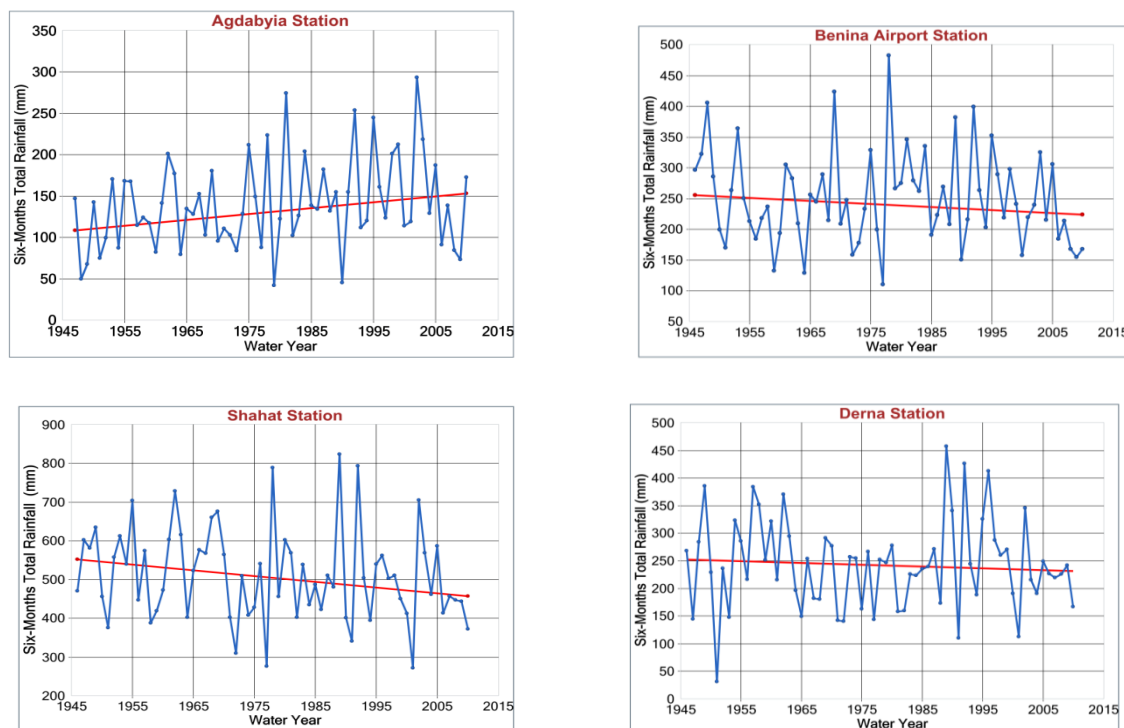 Agdabyia Station
Six-Months Total Rainfall (mm)
350
300
250
200
150
100
50
0
1945 1955 1965 1975 1985 1995 2005 2015
Water Year
Benina Airport Station
Six-Months Total Rainfall (mm)
500
450
400
350
300
250
200
150
100
50
1945 1955 1965 1975 1985 1995 2005 2015
Water Year
Shahat Station
Six-Months Total Rainfall (mm)
900
800
700
600
500
400
300
200
1945 1955 1965 1975 1985 1995 2005 2015
Water Year
Derna Station
Six-Months Total Rainfall (mm)
500
450
400
350
300
250
200
150
100
50
0
1945 1955 1965 1975 1985 1995 2005 2015
Water Year